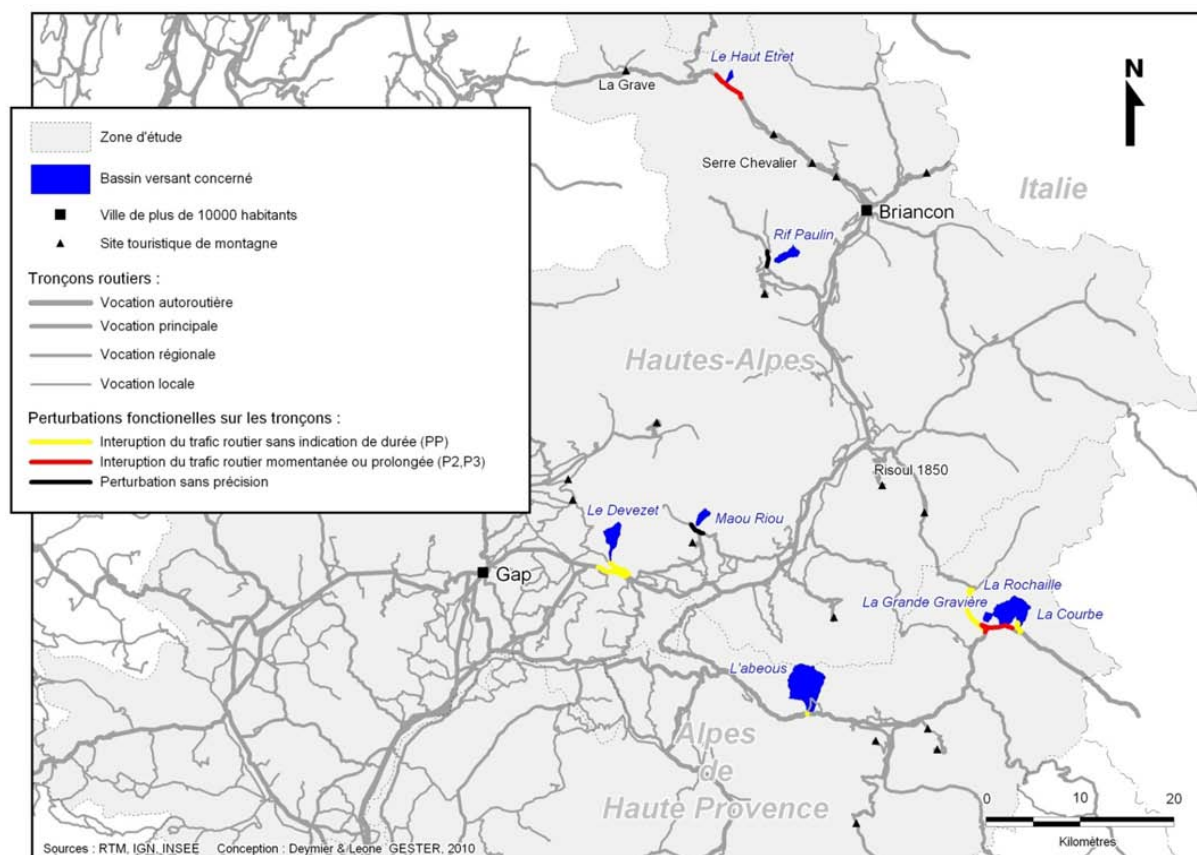 Le Haut Etret
La Grave
N
Serre Chevalier
Italie
Briancon
Rif Paulin
Hautes-Alpes
Risoul 1850
Le Devezet
Maou Riou
Gap
La Rochaille
La Grande Gravière
La Courbe
L'abeous
Alpes
de
Haute Provence
Zone d'étude
Bassin versant concerné
Ville de plus de 10000 habitants
Site touristique de montagne
Tronçons routiers :
Vocation autoroutière
Vocation principale
Vocation régionale
Vocation locale
Perturbations fonctionelles sur les tronçons :
Interuption du trafic routier sans indication de durée (PP)
Interuption du trafic routier momentanée ou prolongée (P2,P3)
Perturbation sans précision
0 10 20
Kilomètres
Sources : RTM, IGN, INSEE Conception : Deymier & Leone GESTER, 2010